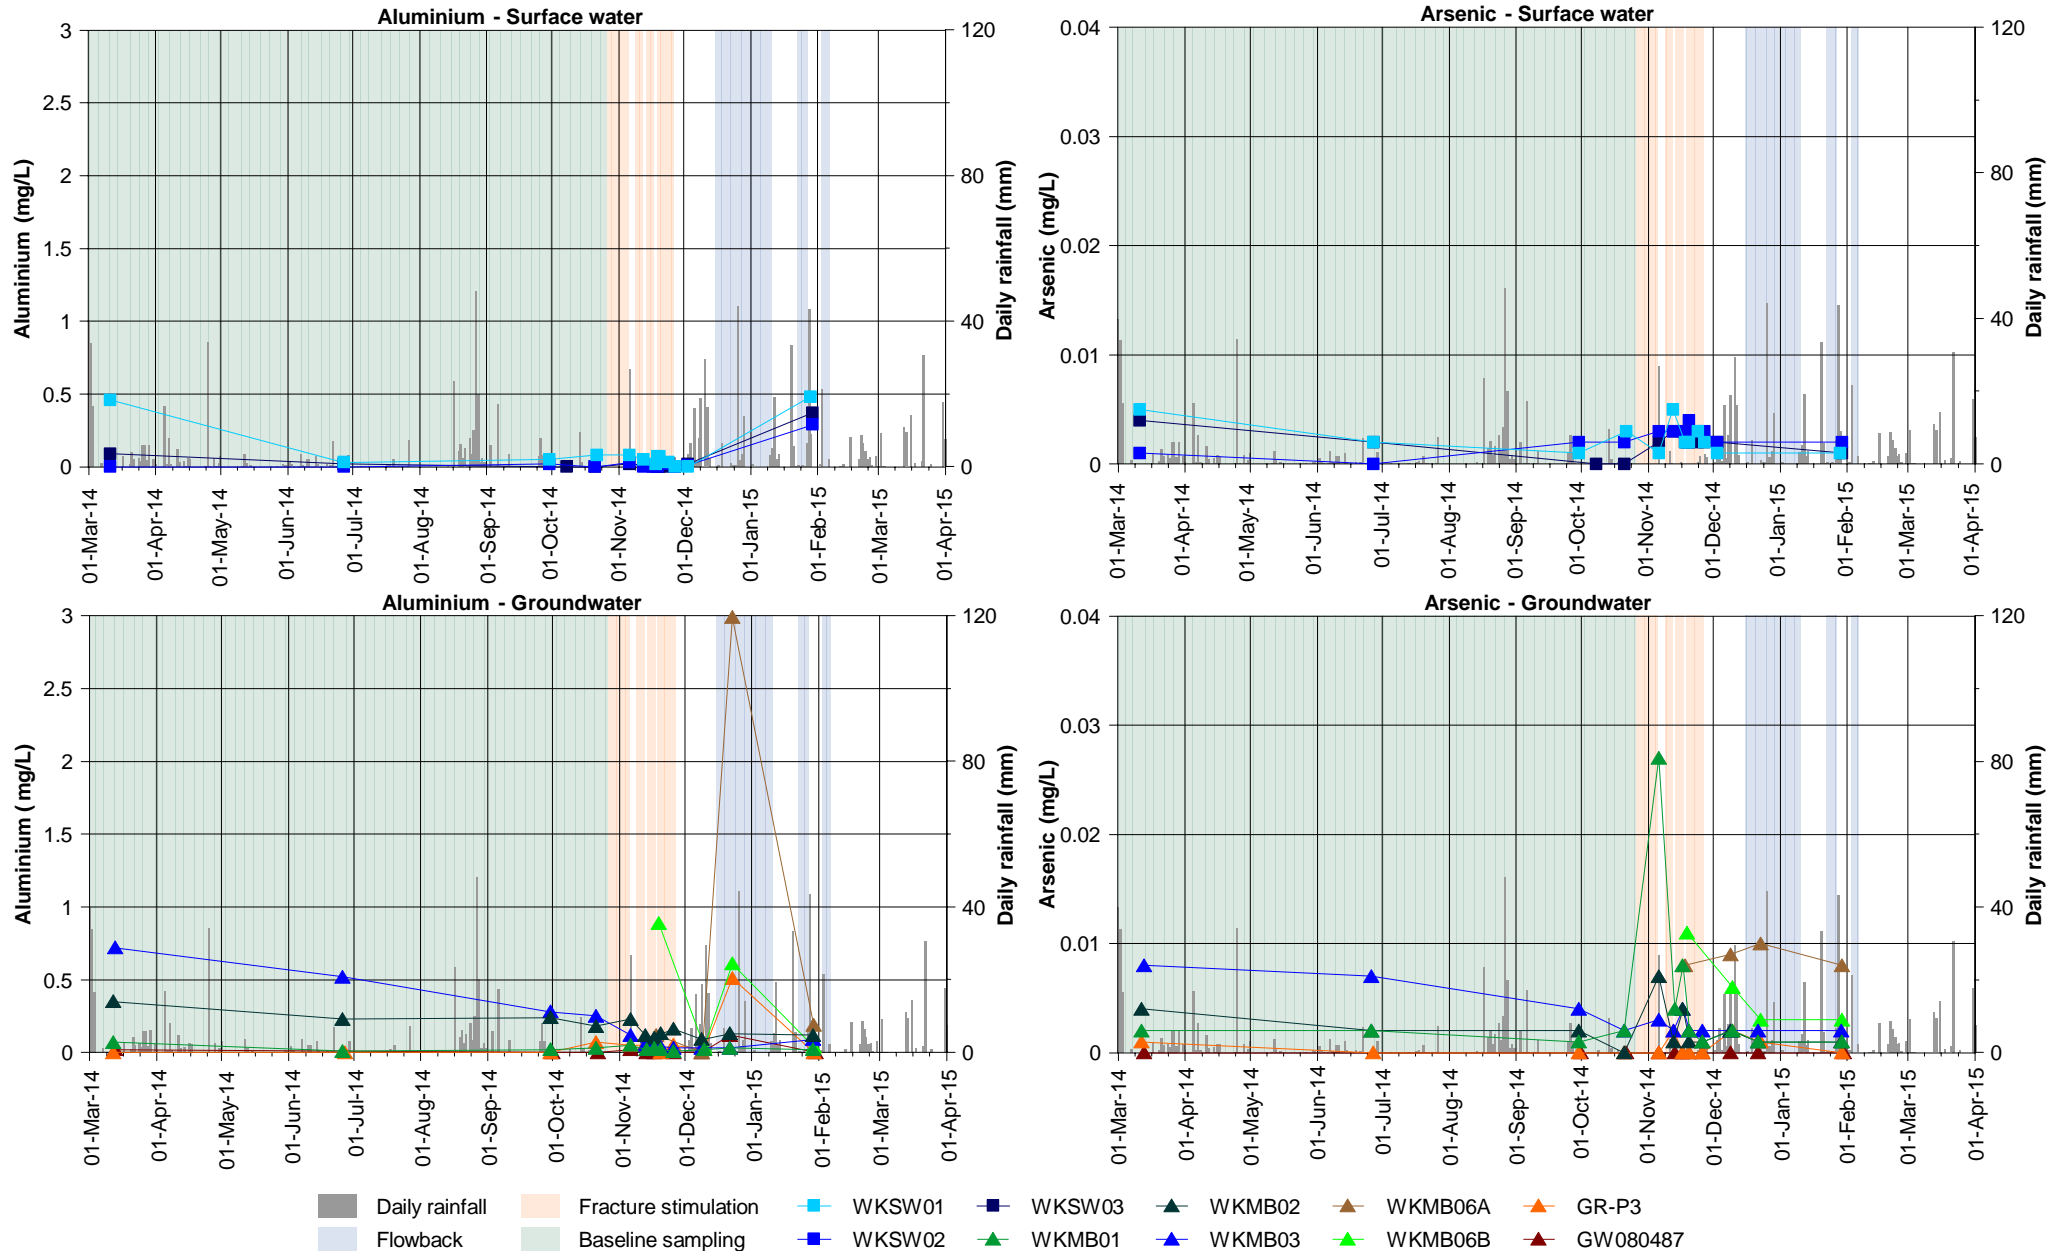 Aluminium - Surface water
3
2.5
2
1.5
1
0.5
0
120
80
40
0
Aluminium (mg/L)
Daily rainfall (mm)
01-Mar-14
01-Apr-14
01-May-14
01-Jun-14
01-Jul-14
01-Aug-14
01-Sep-14
01-Oct-14
01-Nov-14
01-Dec-14
01-Jan-15
01-Feb-15
01-Mar-15
01-Apr-15
Arsenic - Surface water
0.04
0.03
0.02
0.01
0
120
80
40
0
Arsenic (mg/L)
Daily rainfall (mm)
01-Mar-14
01-Apr-14
01-May-14
01-Jun-14
01-Jul-14
01-Aug-14
01-Sep-14
01-Oct-14
01-Nov-14
01-Dec-14
01-Jan-15
01-Feb-15
01-Mar-15
01-Apr-15
Aluminium - Groundwater
3
2.5
2
1.5
1
0.5
0
120
80
40
0
Aluminium ( mg/L)
Daily rainfall (mm)
01-Mar-14
01-Apr-14
01-May-14
01-Jun-14
01-Jul-14
01-Aug-14
01-Sep-14
01-Oct-14
01-Nov-14
01-Dec-14
01-Jan-15
01-Feb-15
01-Mar-15
01-Apr-15
Arsenic - Groundwater
0.04
0.03
0.02
0.01
0
120
80
40
0
Arsenic (mg/L)
Daily rainfall (mm)
01-Mar-14
01-Apr-14
01-May-14
01-Jun-14
01-Jul-14
01-Aug-14
01-Sep-14
01-Oct-14
01-Nov-14
01-Dec-14
01-Jan-15
01-Feb-15
01-Mar-15
01-Apr-15
Daily rainfall Fracture stimulation WKSW01 WKSW03 WKMB02 WKMB06A GR-P3
Flowback Baseline sampling WKSW02 WKMB01 WKMB03 WKMB06B GW080487